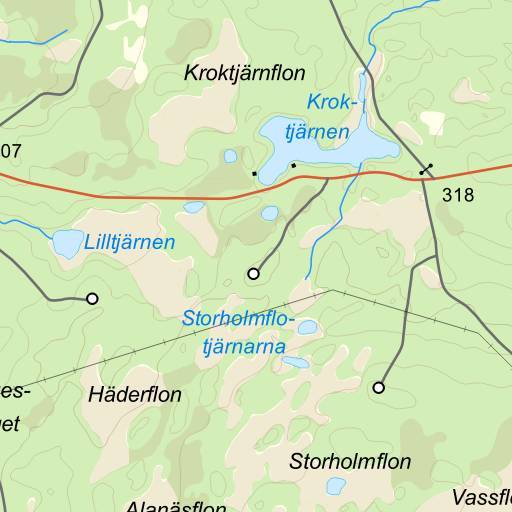 Kroktjärnflon
Krok-
tjärnen
07
318
Lilltjärnen
Storholmflo-
tjärnarna
es-
Häderflon
et
Storholmflon
Alanäsflon
Vassfl